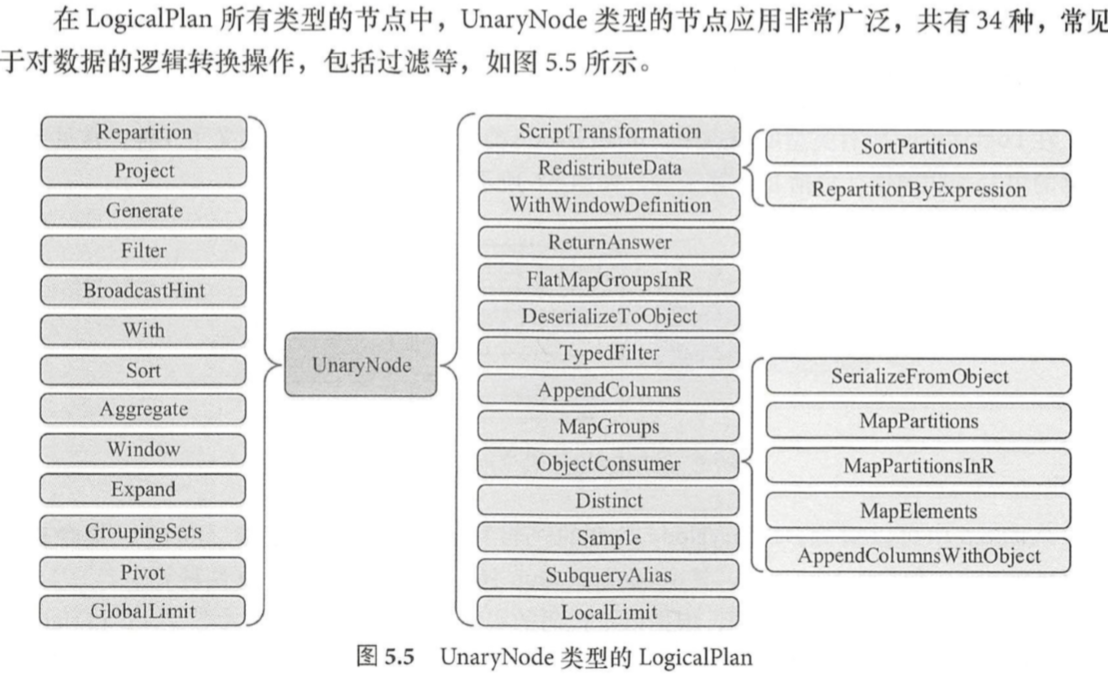 在 LogicalPlan 所有类型的节点中，UnaryNode 类型的节点应用非常广泛，共有 34 种，常见
于对数据的逻辑转换操作，包括过滤等，如图 5.5 所示。
Repartition
Project
Generate
Filter
BroadcastHint
With
Sort
Aggregate
Window
Expand
GroupingSets
Pivot
GlobalLimit
UnaryNode
ScriptTransformation
RedistributeData
WithWindowDefinition
ReturnAnswer
FlatMapGroupsInR
DeserializeToObject
TypedFilter
AppendColumns
MapGroups
ObjectConsumer
Distinct
Sample
SubqueryAlias
LocalLimit
SortPartitions
RepartitionByExpression
SerializeFromObject
MapPartitions
MapPartitionsInR
MapElements
AppendColumnsWithObject
图 5.5 UnaryNode 类型的 LogicalPlan